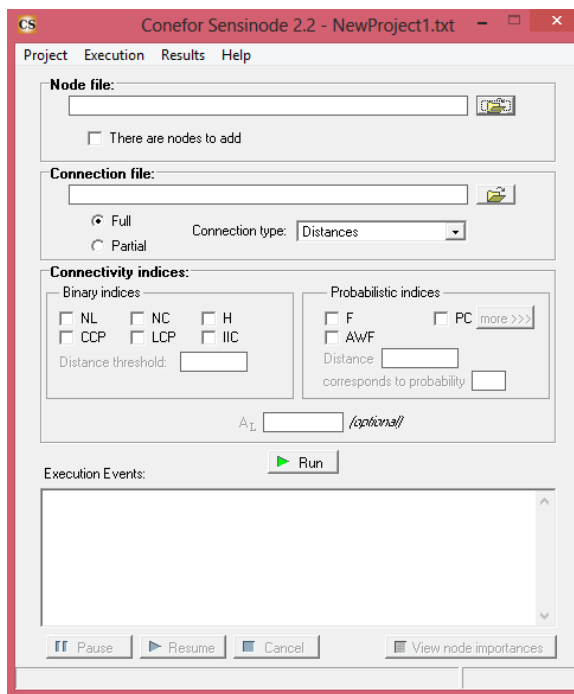 CS Conefor Sensinode 2.2 - NewProject1.txt
Project Execution Results Help
Node file:
There are nodes to add
Connection file:
Full
Partial
Connection type: Distances
Connectivity indices:
Binary indices
NL NC H
CCP LCP IIC
Distance threshold:
Probabilistic indices
F PC more >>>
AWF
Distance
corresponds to probability
AL (optional)
Run
Execution Events:
Pause Resume Cancel View node importances